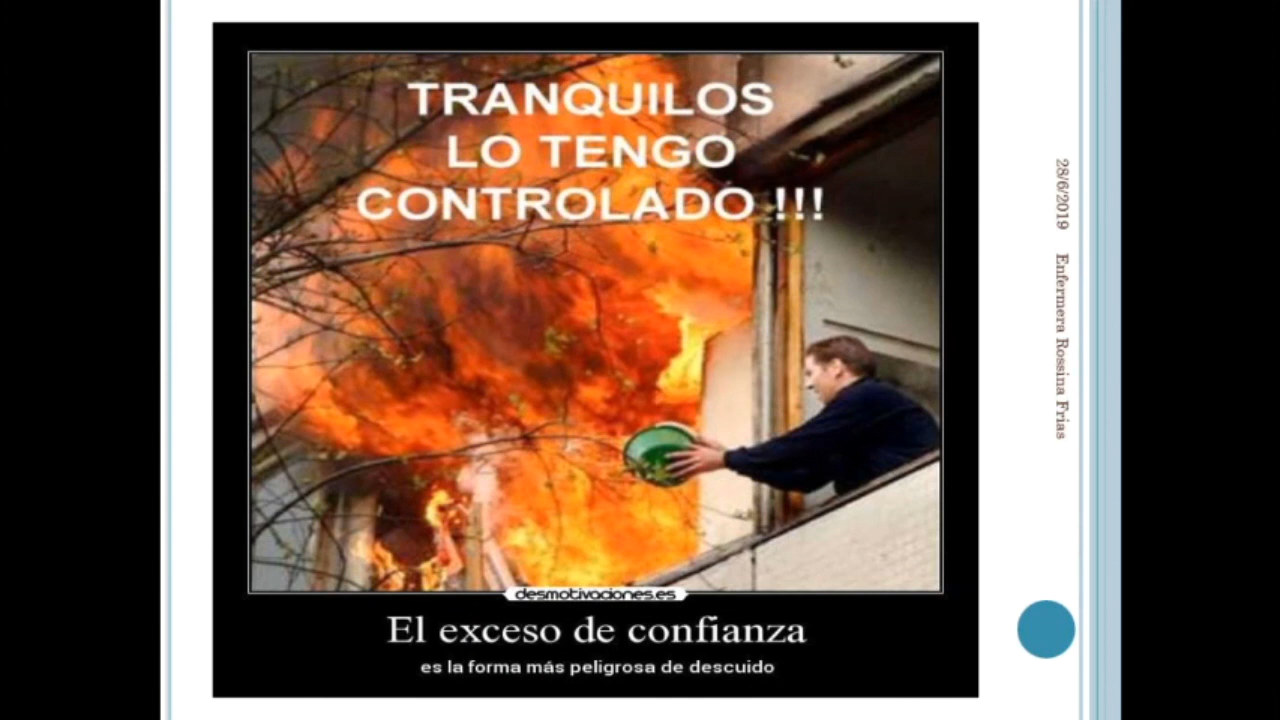 TRANQUILOS
LO TENGO
CONTROLADO !!!
desmotivaciones.es
El exceso de confianza
es la forma más peligrosa de descuido
28/6/2019 Enfermera Rossina Frias